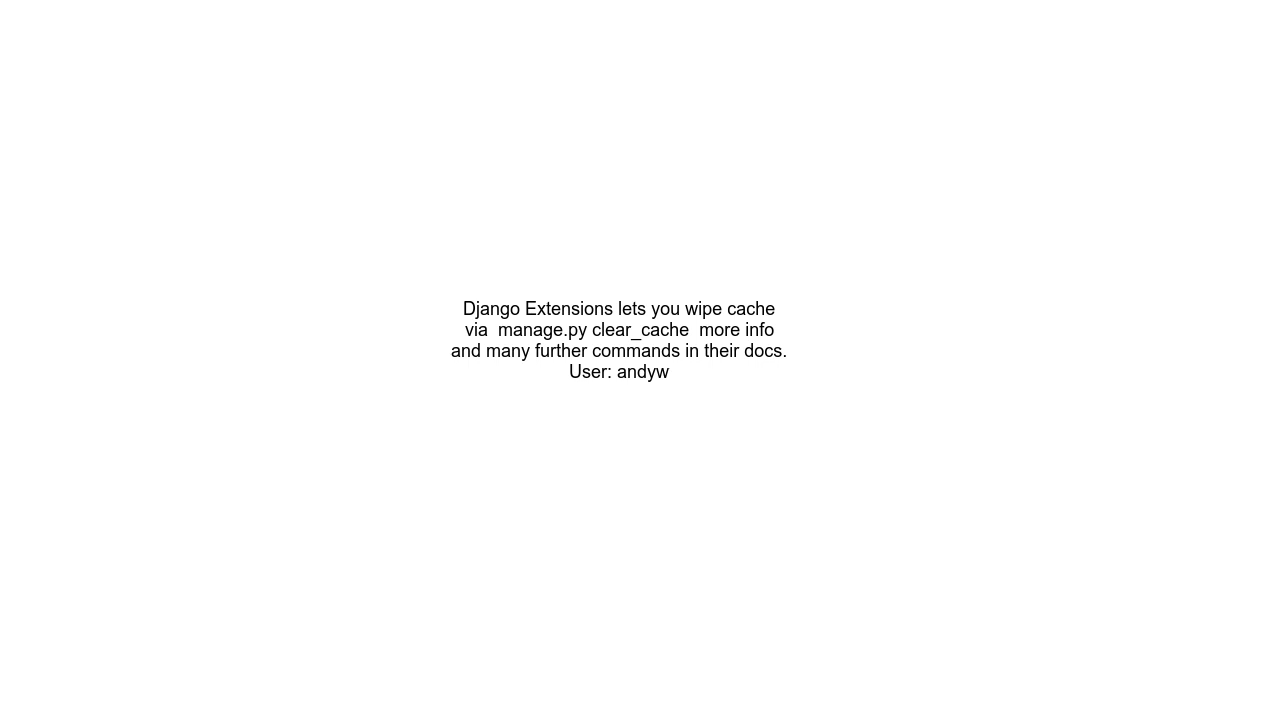 Django Extensions lets you wipe cache
via  manage.py clear_cache  more info
and many further commands in their docs.
User: andyw